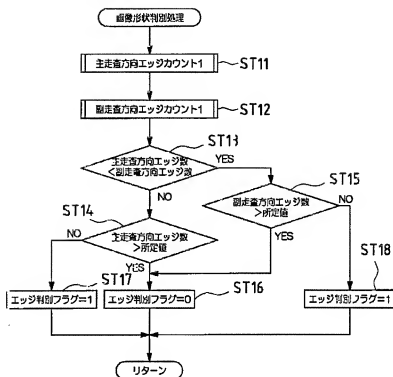 画像形状判別処理
主走査方向エッジカウント1
ST11
副走査方向エッジカウント1
ST12
ST13
主走査方向エッジ数
<副走査方向エッジ数
YES
NO
ST15
副走査方向エッジ数
>所定値
NO
YES
ST14
主走査方向エッジ数
>所定値
NO
YES
ST17
エッジ判別フラグ=1
エッジ判別フラグ=0
ST16
ST18
エッジ判別フラグ=1
リターン